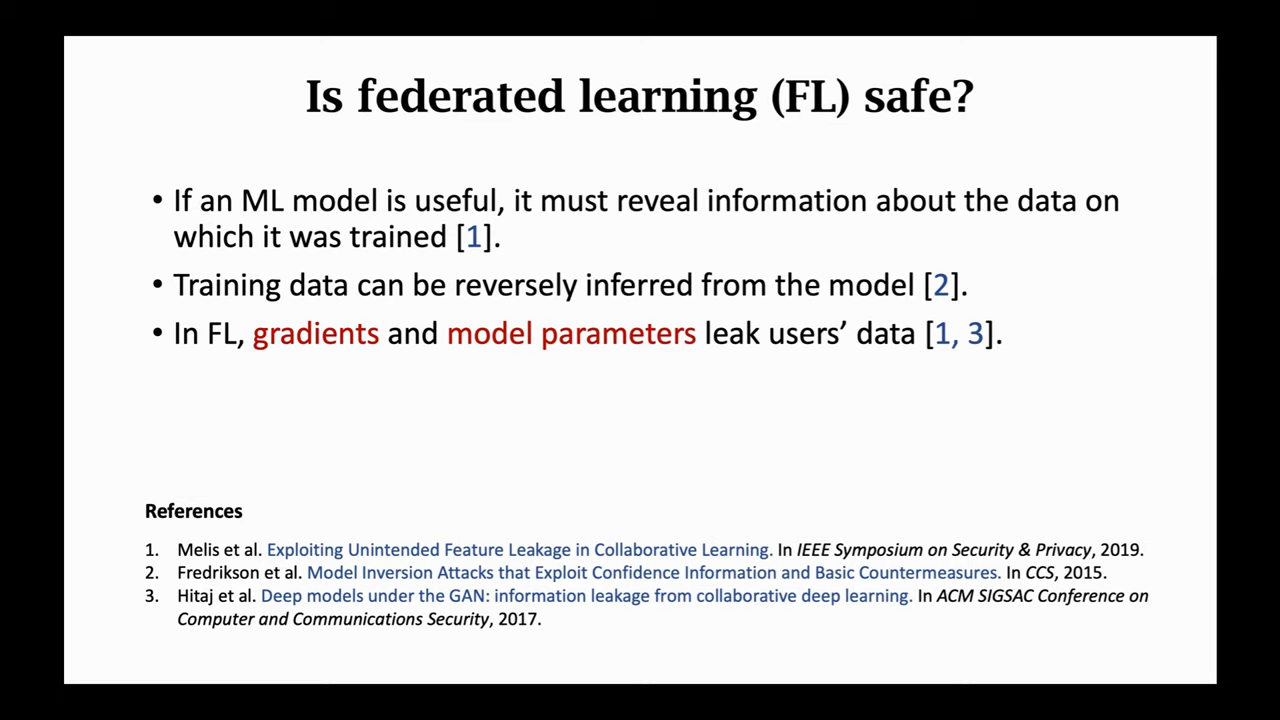 Is federated learning (FL) safe?
• If an ML model is useful, it must reveal information about the data on
which it was trained [1].
• Training data can be reversely inferred from the model [2].
• In FL, gradients and model parameters leak users’ data [1, 3].
References
1. Melis et al. Exploiting Unintended Feature Leakage in Collaborative Learning. In IEEE Symposium on Security & Privacy, 2019.
2. Fredrikson et al. Model Inversion Attacks that Exploit Confidence Information and Basic Countermeasures. In CCS, 2015.
3. Hitaj et al. Deep models under the GAN: information leakage from collaborative deep learning. In ACM SIGSAC Conference on
Computer and Communications Security, 2017.